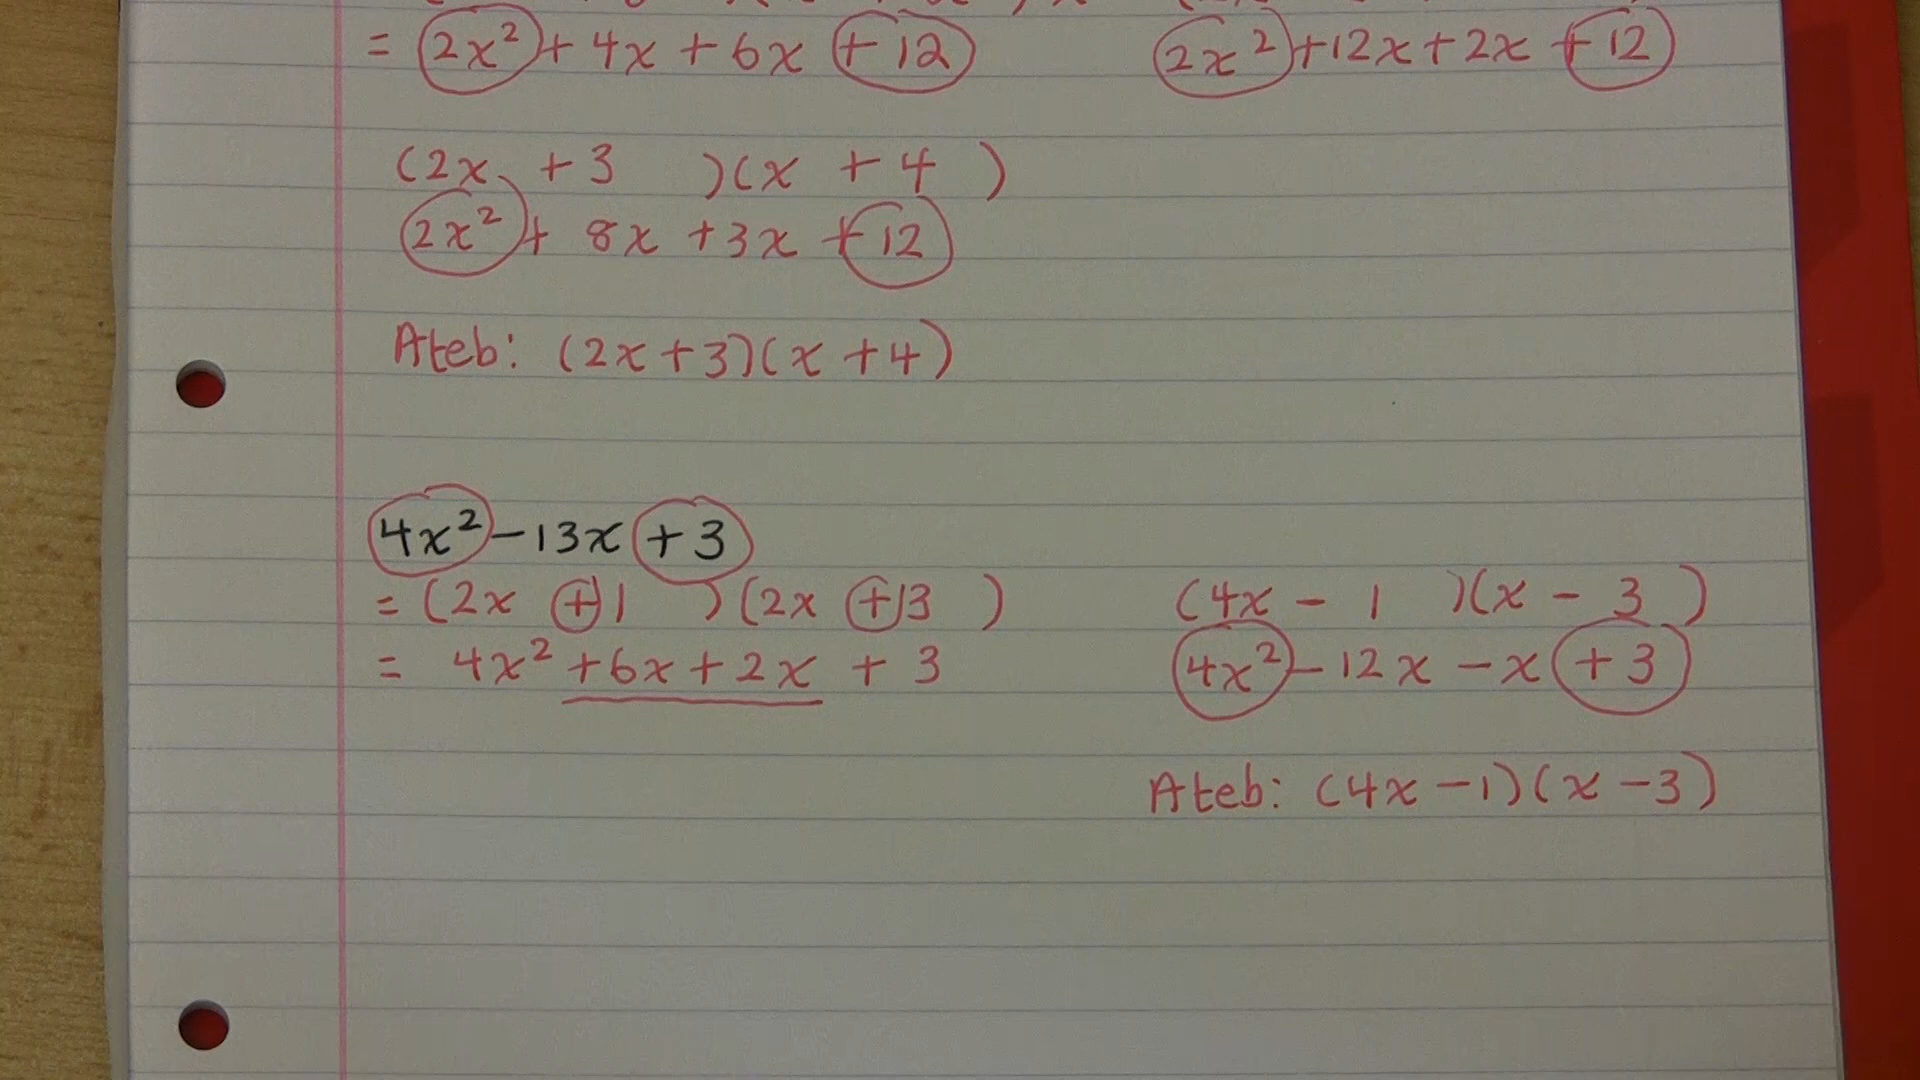 = 2x² + 4x + 6x + 12
2x² + 12x + 2x + 12
(2x + 3 )(x + 4 )
2x² + 8x + 3x + 12
Ateb: (2x + 3)(x + 4)
4x² - 13x + 3
= (2x + 1 )(2x + 3 )
= 4x² + 6x + 2x + 3
(4x - 1 )(x - 3 )
4x² - 12x - x + 3
Ateb: (4x - 1)(x - 3)